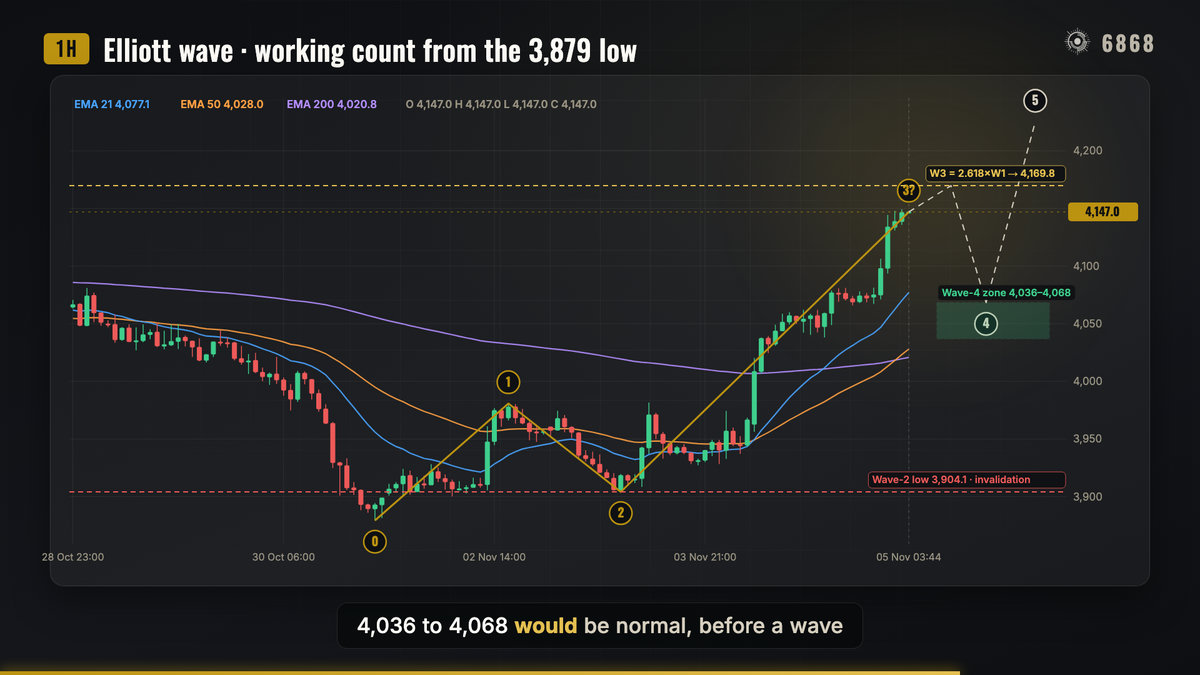 1H Elliott wave · working count from the 3,879 low
6868
EMA 21 4,077.1 EMA 50 4,028.0 EMA 200 4,020.8 O 4,147.0 H 4,147.0 L 4,147.0 C 4,147.0
5
4,200
W3 = 2.618×W1 → 4,169.8
3?
4,147.0
4,100
Wave-4 zone 4,036–4,068
4
4,050
1
4,000
3,950
Wave-2 low 3,904.1 · invalidation
3,900
2
0
28 Oct 23:00 30 Oct 06:00 02 Nov 14:00 03 Nov 21:00 05 Nov 03:44
4,036 to 4,068 would be normal, before a wave